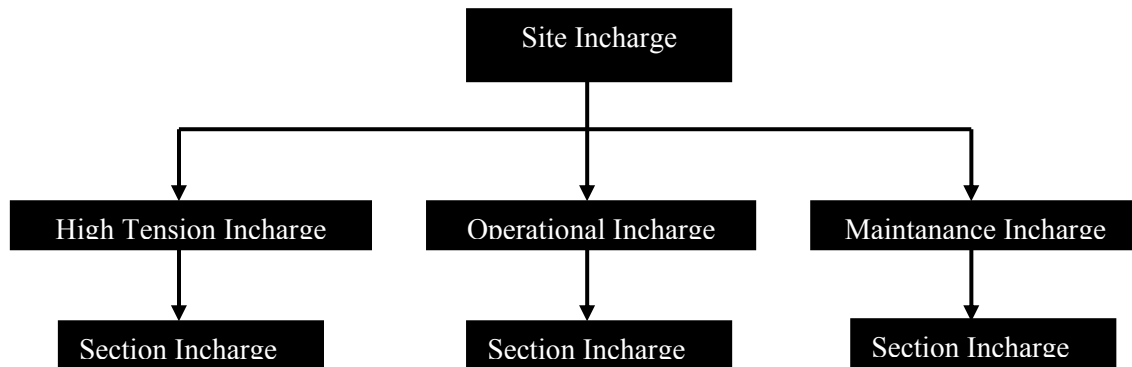 Site Incharge
High Tension Incharge
Operational Incharge
Maintanance Incharge
Section Incharge
Section Incharge
Section Incharge